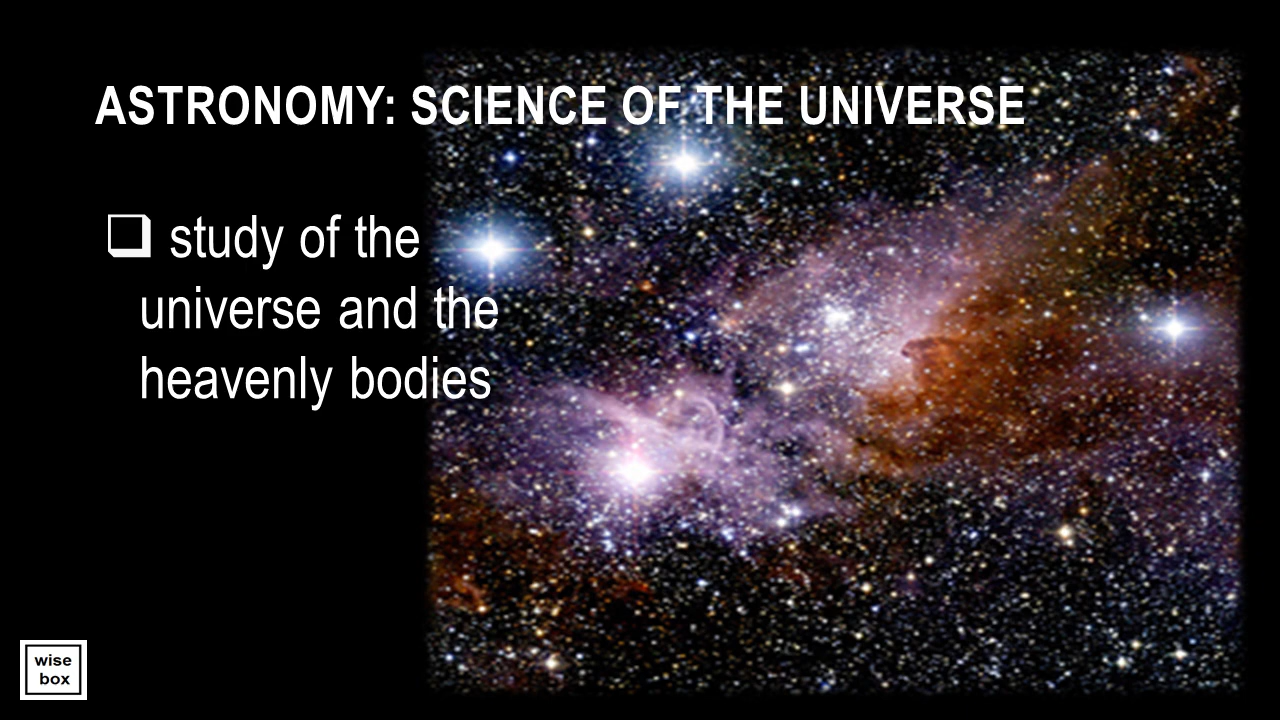 ASTRONOMY: SCIENCE OF THE UNIVERSE
❑ study of the
universe and the
heavenly bodies
wise
box